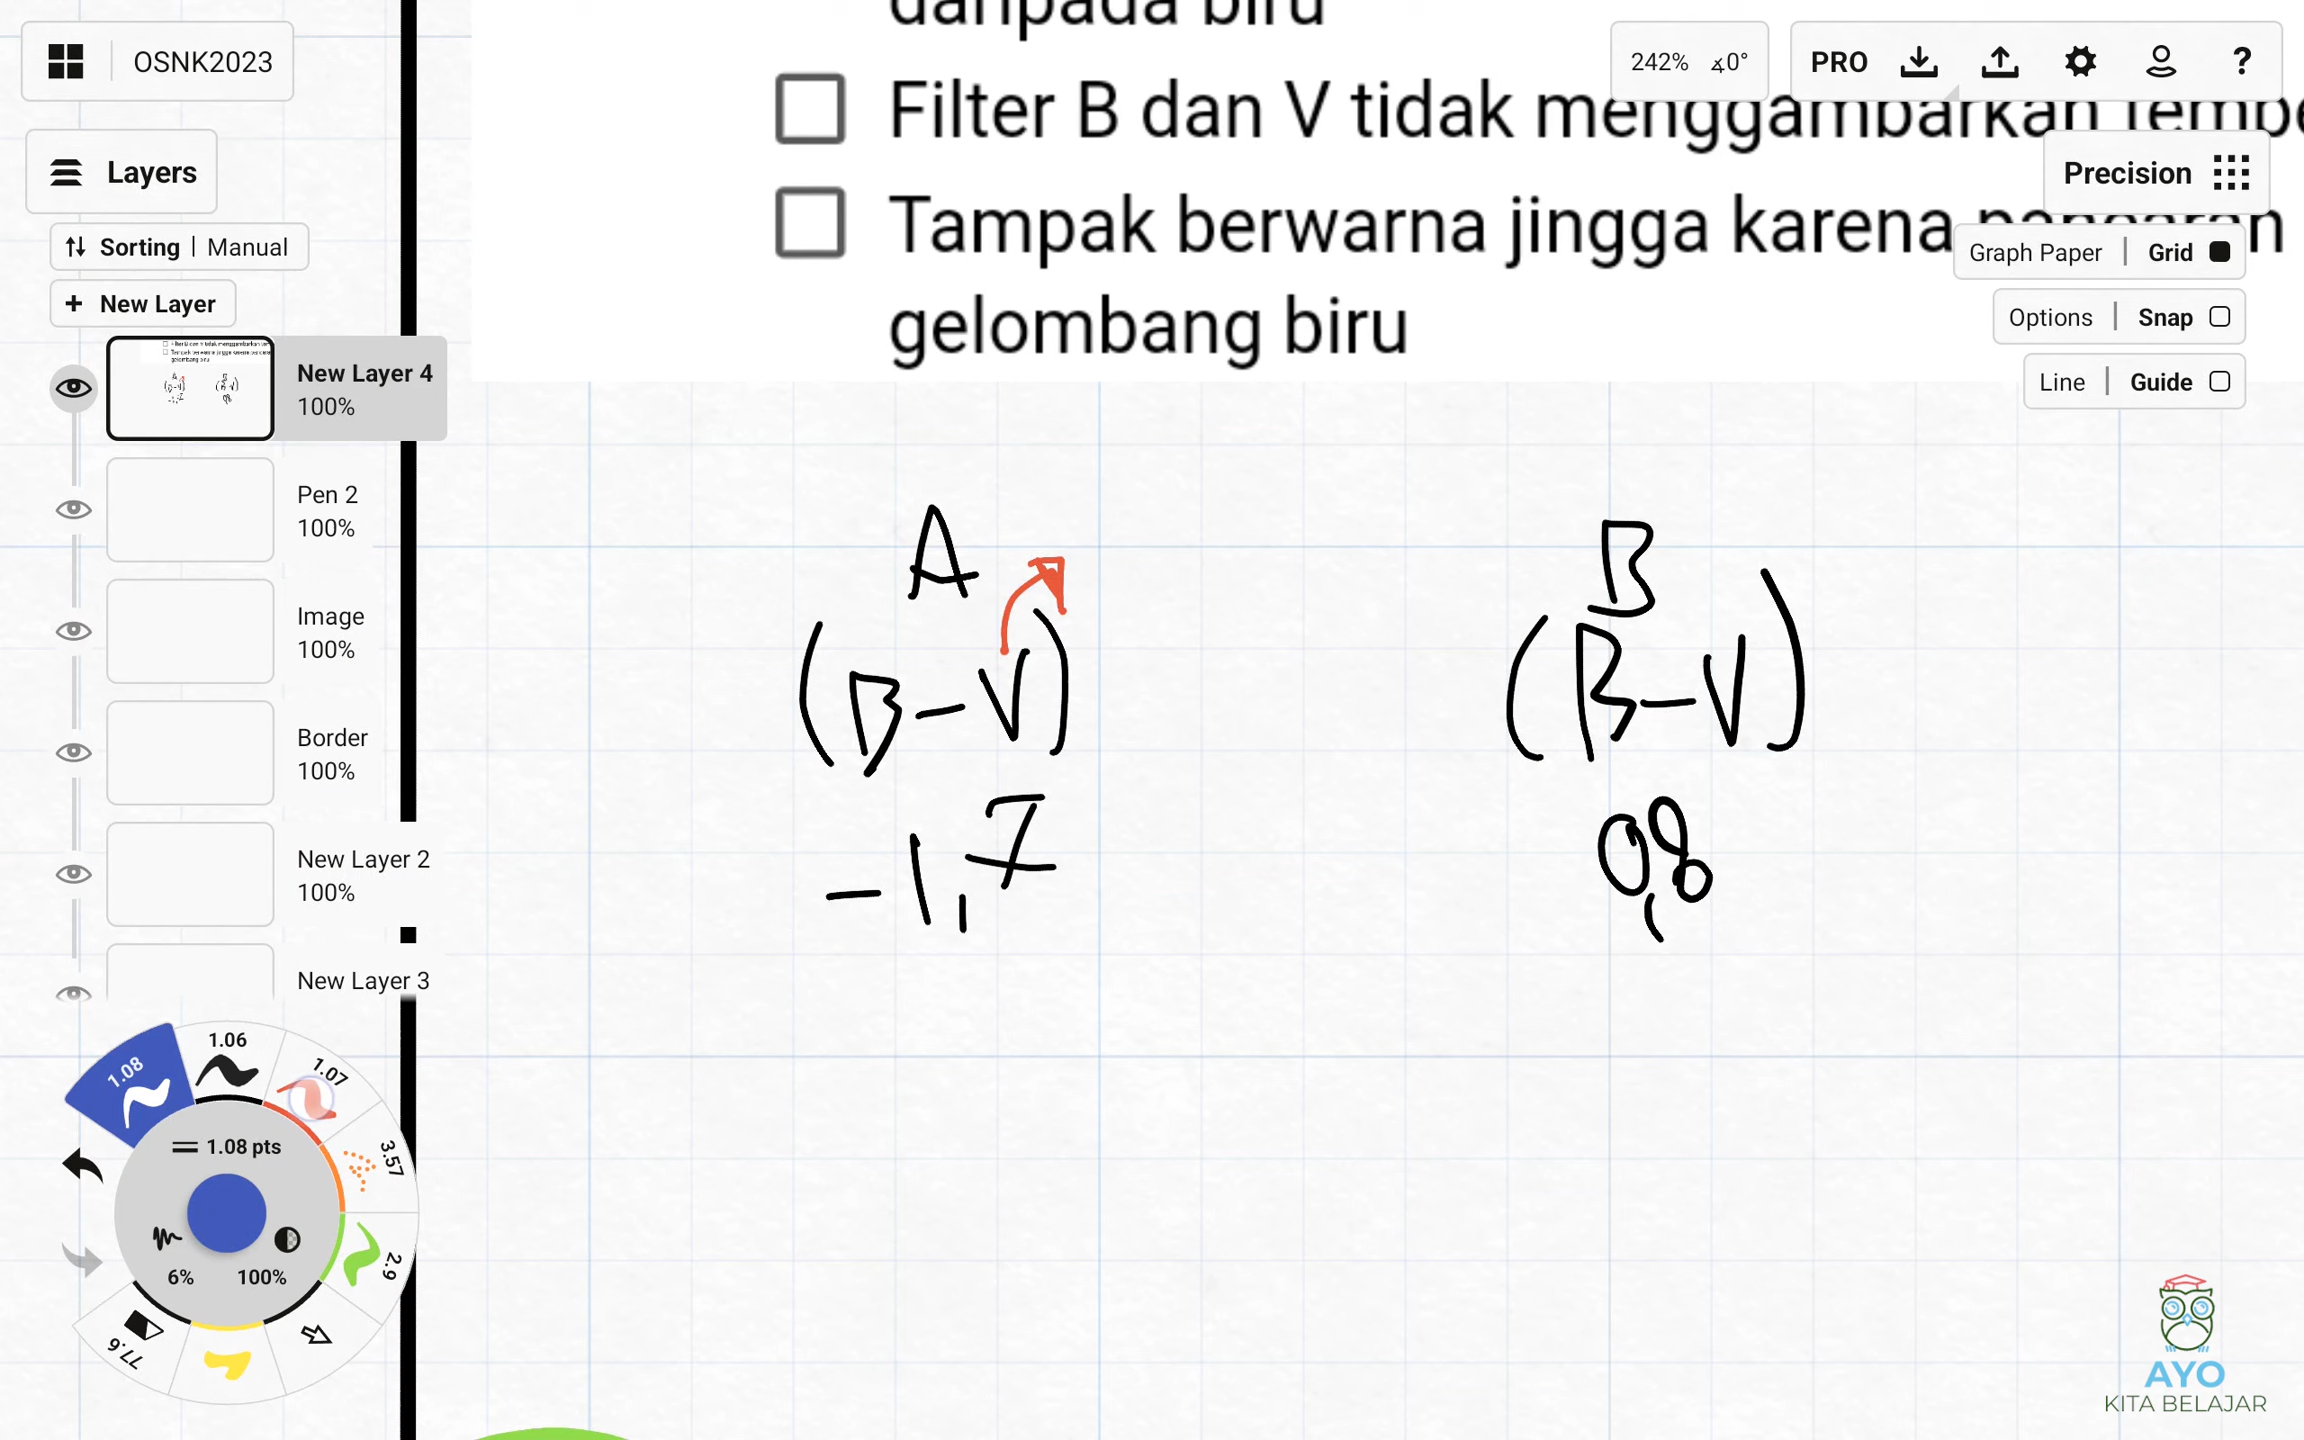 daripada biru
OSNK2023
242% ∡0°
PRO
?
Filter B dan V tidak menggambarkan
Layers
Precision
Tampak berwarna jingga karena pancaran
Sorting | Manual
Graph Paper | Grid
New Layer
gelombang biru
Options | Snap
Line | Guide
New Layer 4
100%
Pen 2
100%
Image
100%
Border
100%
New Layer 2
100%
New Layer 3
A
B
(B-V)
(B-V)
-1,7
0,8
1.08
1.06
1.07
3.57
2.9
77.6
1.08 pts
6%
100%
AYO
KITA BELAJAR